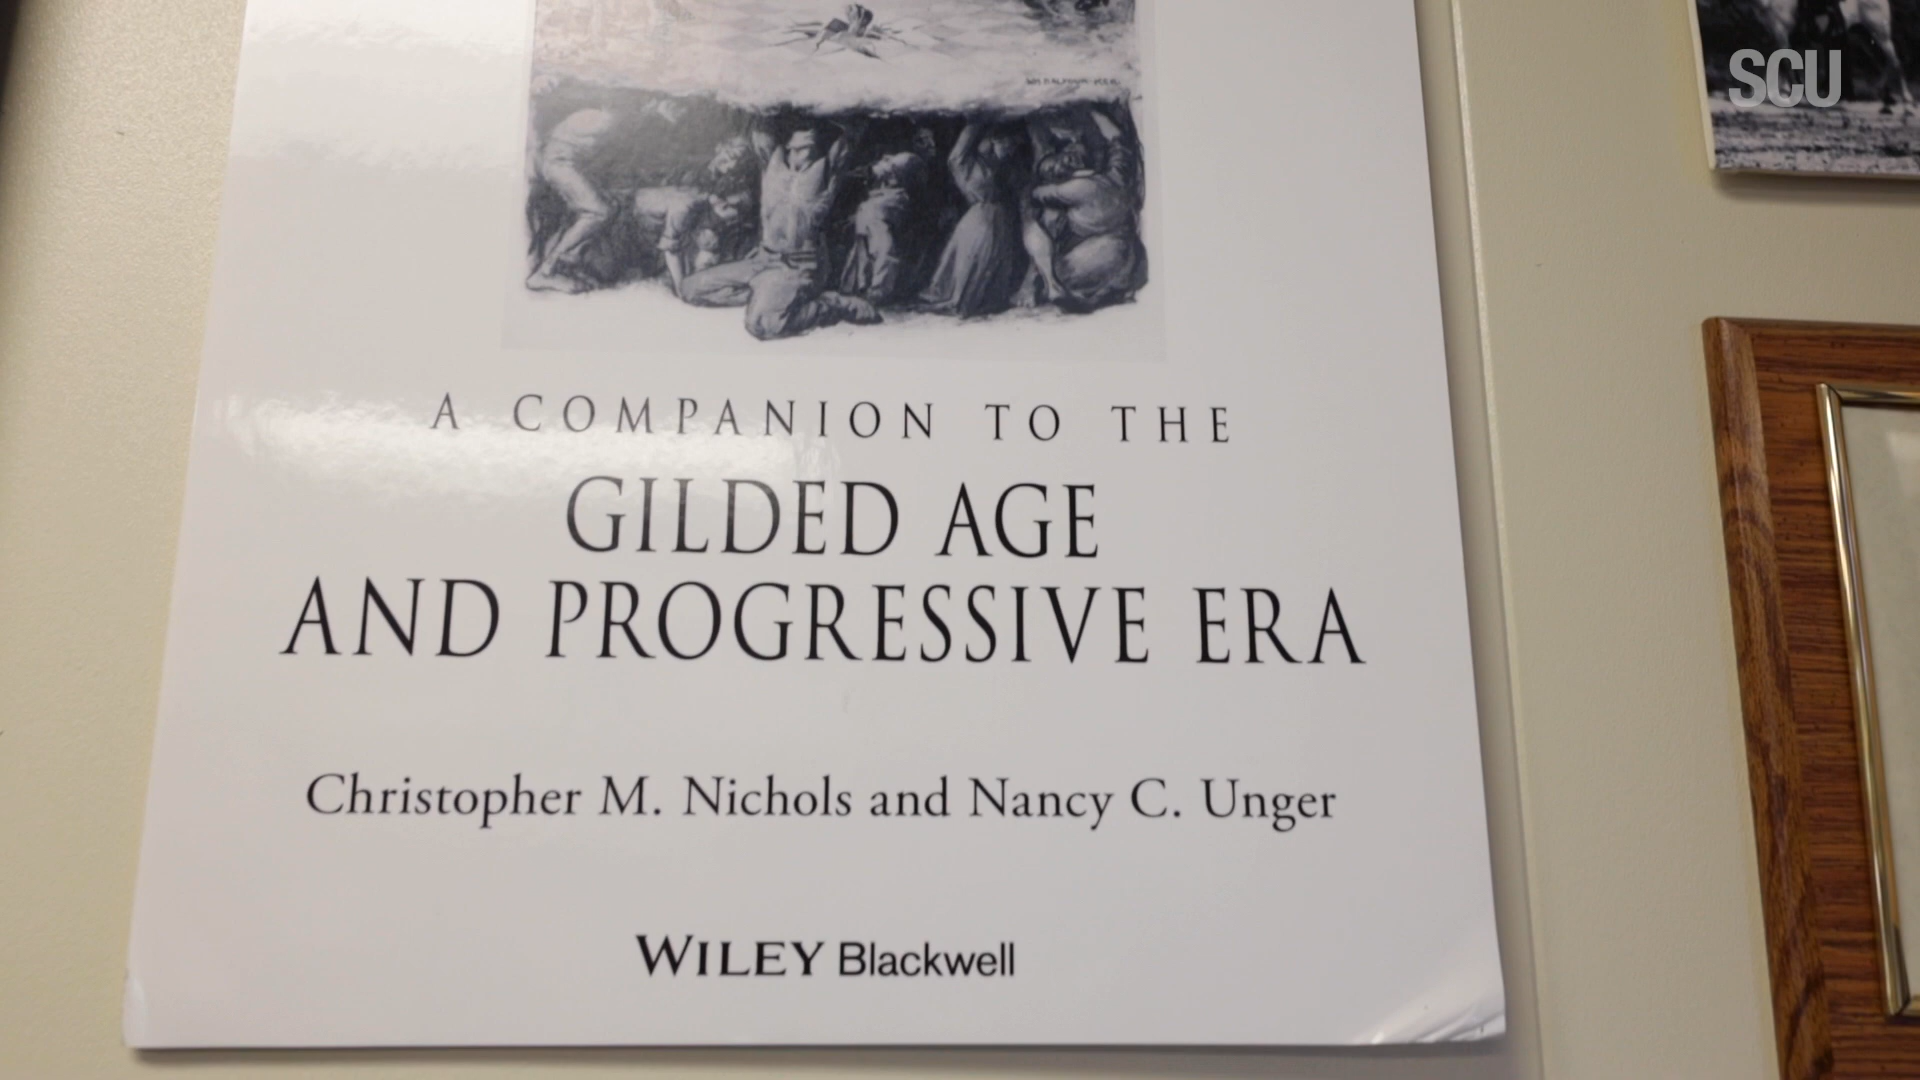 SCU
A COMPANION TO THE
GILDED AGE
AND PROGRESSIVE ERA
Christopher M. Nichols and Nancy C. Unger
WILEY Blackwell